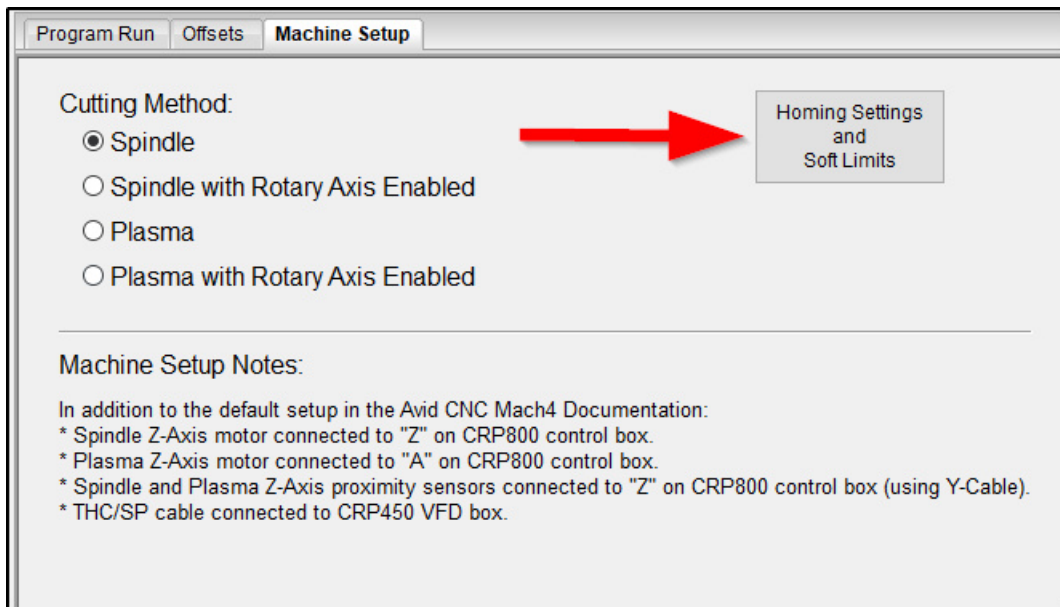 Program Run Offsets Machine Setup
Cutting Method:
Spindle
Spindle with Rotary Axis Enabled
Plasma
Plasma with Rotary Axis Enabled
Homing Settings
and
Soft Limits
Machine Setup Notes:
In addition to the default setup in the Avid CNC Mach4 Documentation:
* Spindle Z-Axis motor connected to "Z" on CRP800 control box.
* Plasma Z-Axis motor connected to "A" on CRP800 control box.
* Spindle and Plasma Z-Axis proximity sensors connected to "Z" on CRP800 control box (using Y-Cable).
* THC/SP cable connected to CRP450 VFD box.